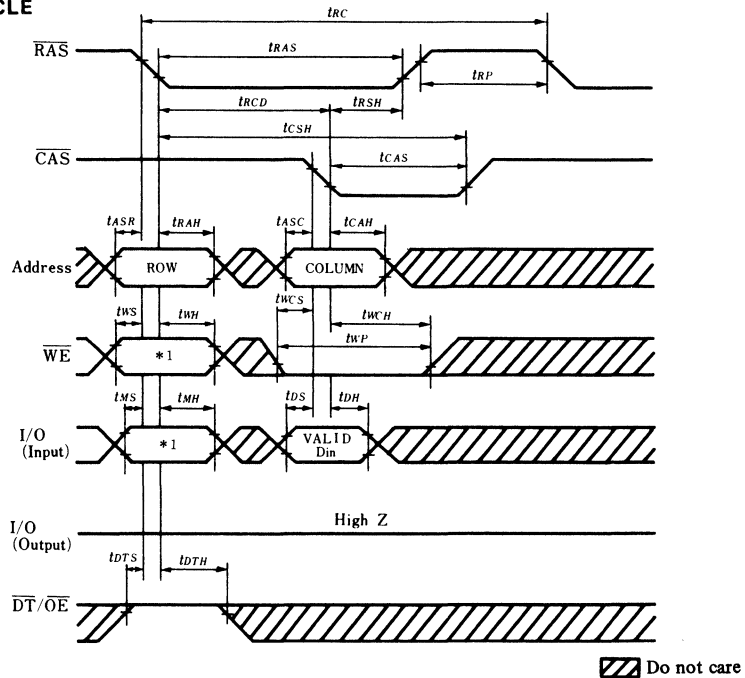 CLE
tRC
RAS
tRAS
tRP
tRCD
tRSH
tCSH
CAS
tCAS
tASR
tRAH
tASC
tCAH
Address
ROW
COLUMN
tWCS
tWS
tWH
tWCH
tWP
WE
*1
tMS
tMH
tDS
tDH
I/O
(Input)
*1
VALID
Din
High Z
I/O
(Output)
tDTS
tDTH
DT/OE
Do not care